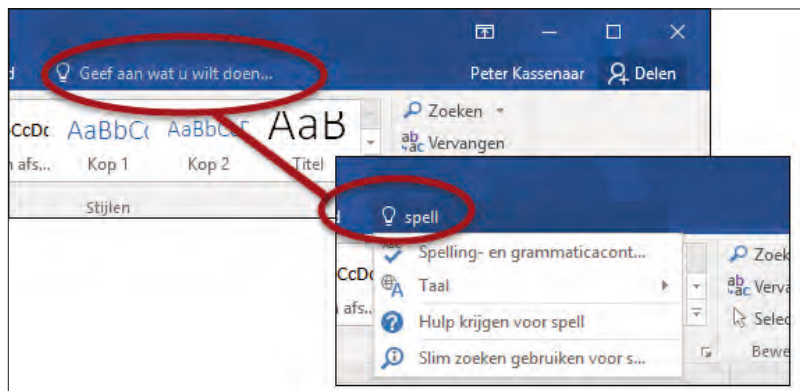 Geef aan wat u wilt doen...
Peter Kassenaar Delen
CcDc AaBbCc AaBbCcD AaB
Zoeken
Vervangen
afs... Kop 1 Kop 2 Titel
Stijlen
spell
Spelling- en grammaticacont...
Taal
Hulp krijgen voor spell
Slim zoeken gebruiken voor s...
CcDc
afs...
Zoek
Verva
Selec
Bewe